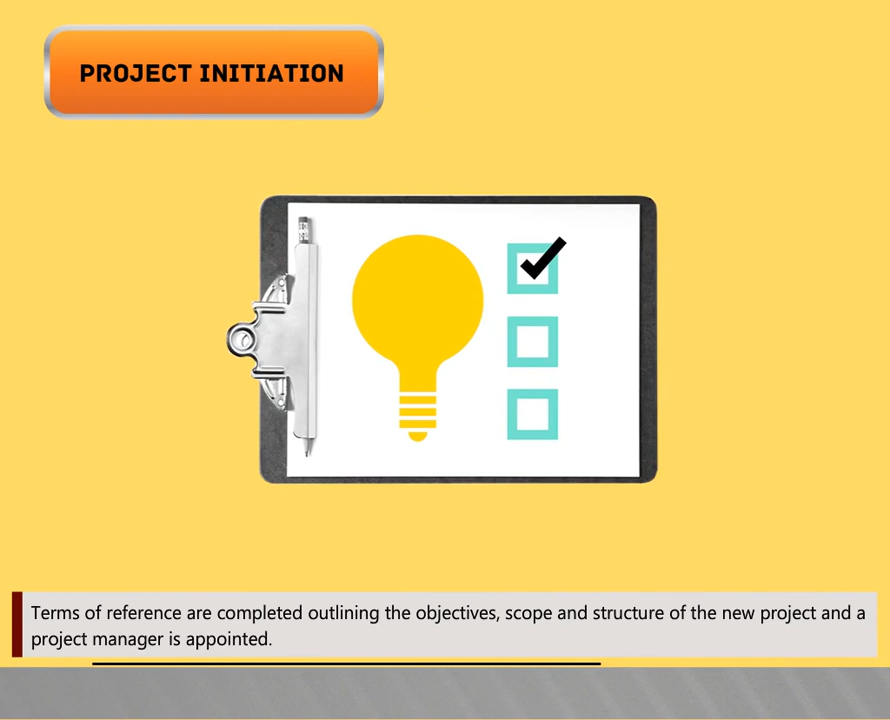 PROJECT INITIATION
Terms of reference are completed outlining the objectives, scope and structure of the new project and a
project manager is appointed.